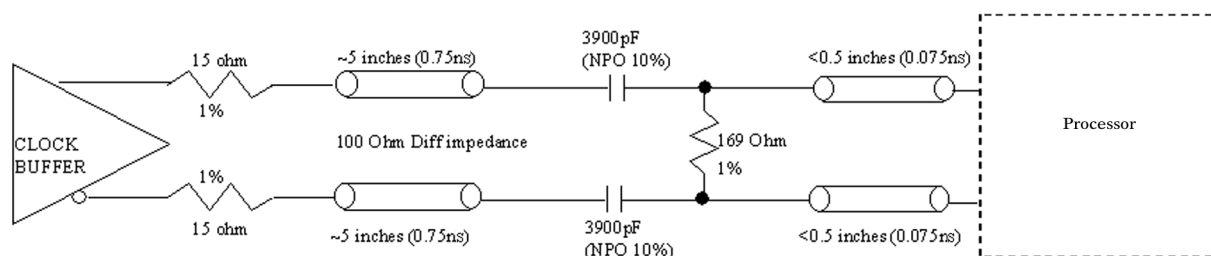 15 ohm
1%
~5 inches (0.75ns)
3900pF
(NPO 10%)
<0.5 inches (0.075ns)
CLOCK
BUFFER
100 Ohm Diff impedance
169 Ohm
1%
Processor
1%
15 ohm
~5 inches (0.75ns)
3900pF
(NPO 10%)
<0.5 inches (0.075ns)